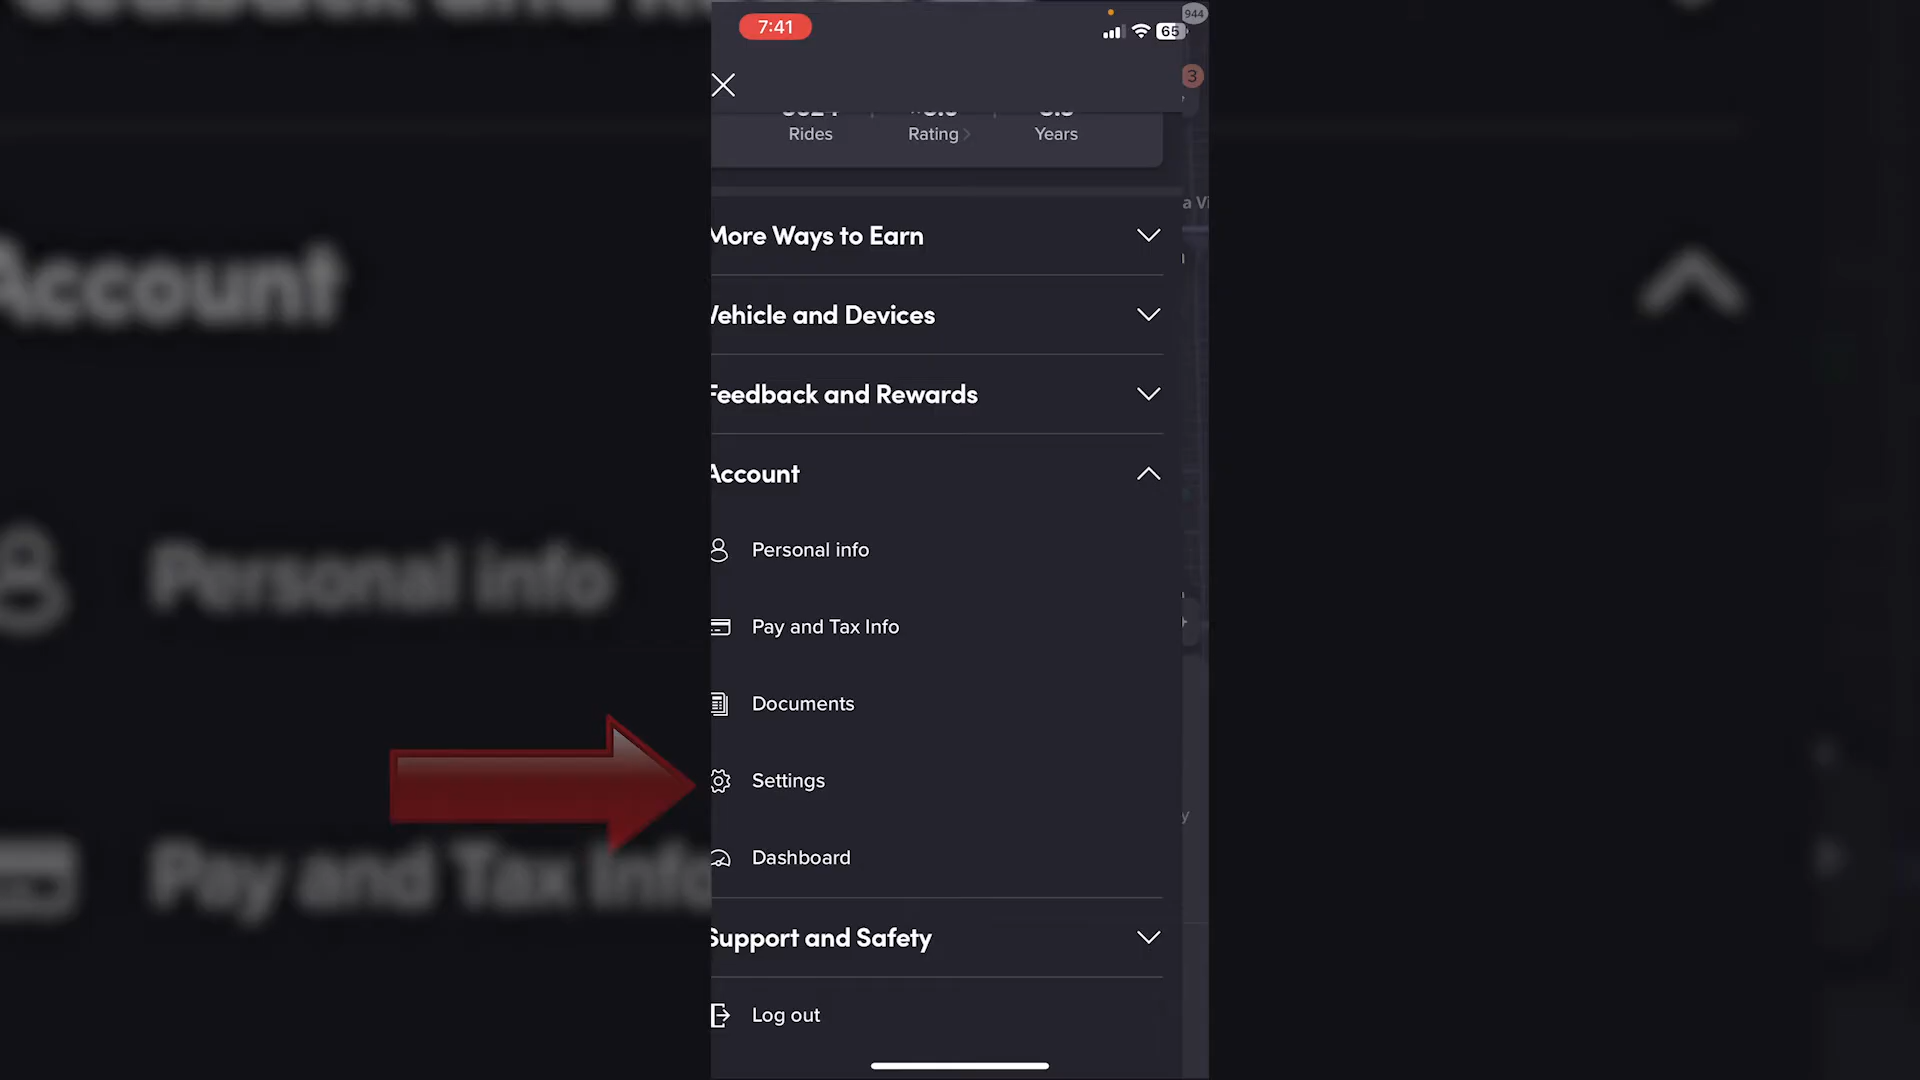 7:41
65
944
3
Rides
Rating
Years
a Vi
More Ways to Earn
Vehicle and Devices
Feedback and Rewards
Account
Personal info
Pay and Tax Info
Documents
Settings
Dashboard
y
Support and Safety
Log out
Account
Personal info
Pay and Tax Info